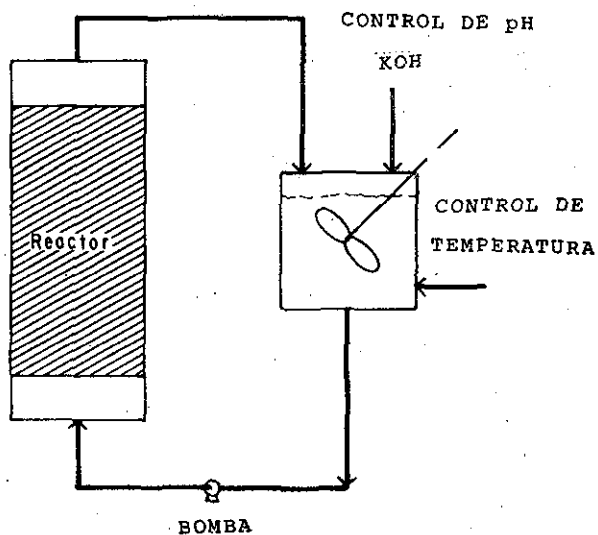 CONTROL DE pH
KOH
Reactor
CONTROL DE
TEMPERATURA
BOMBA